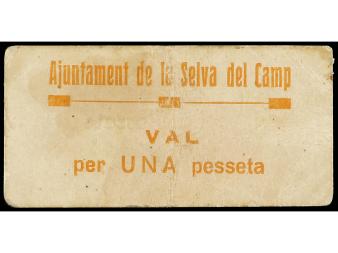 Ajuntament de la Selva del Camp
VAL
per UNA pesseta